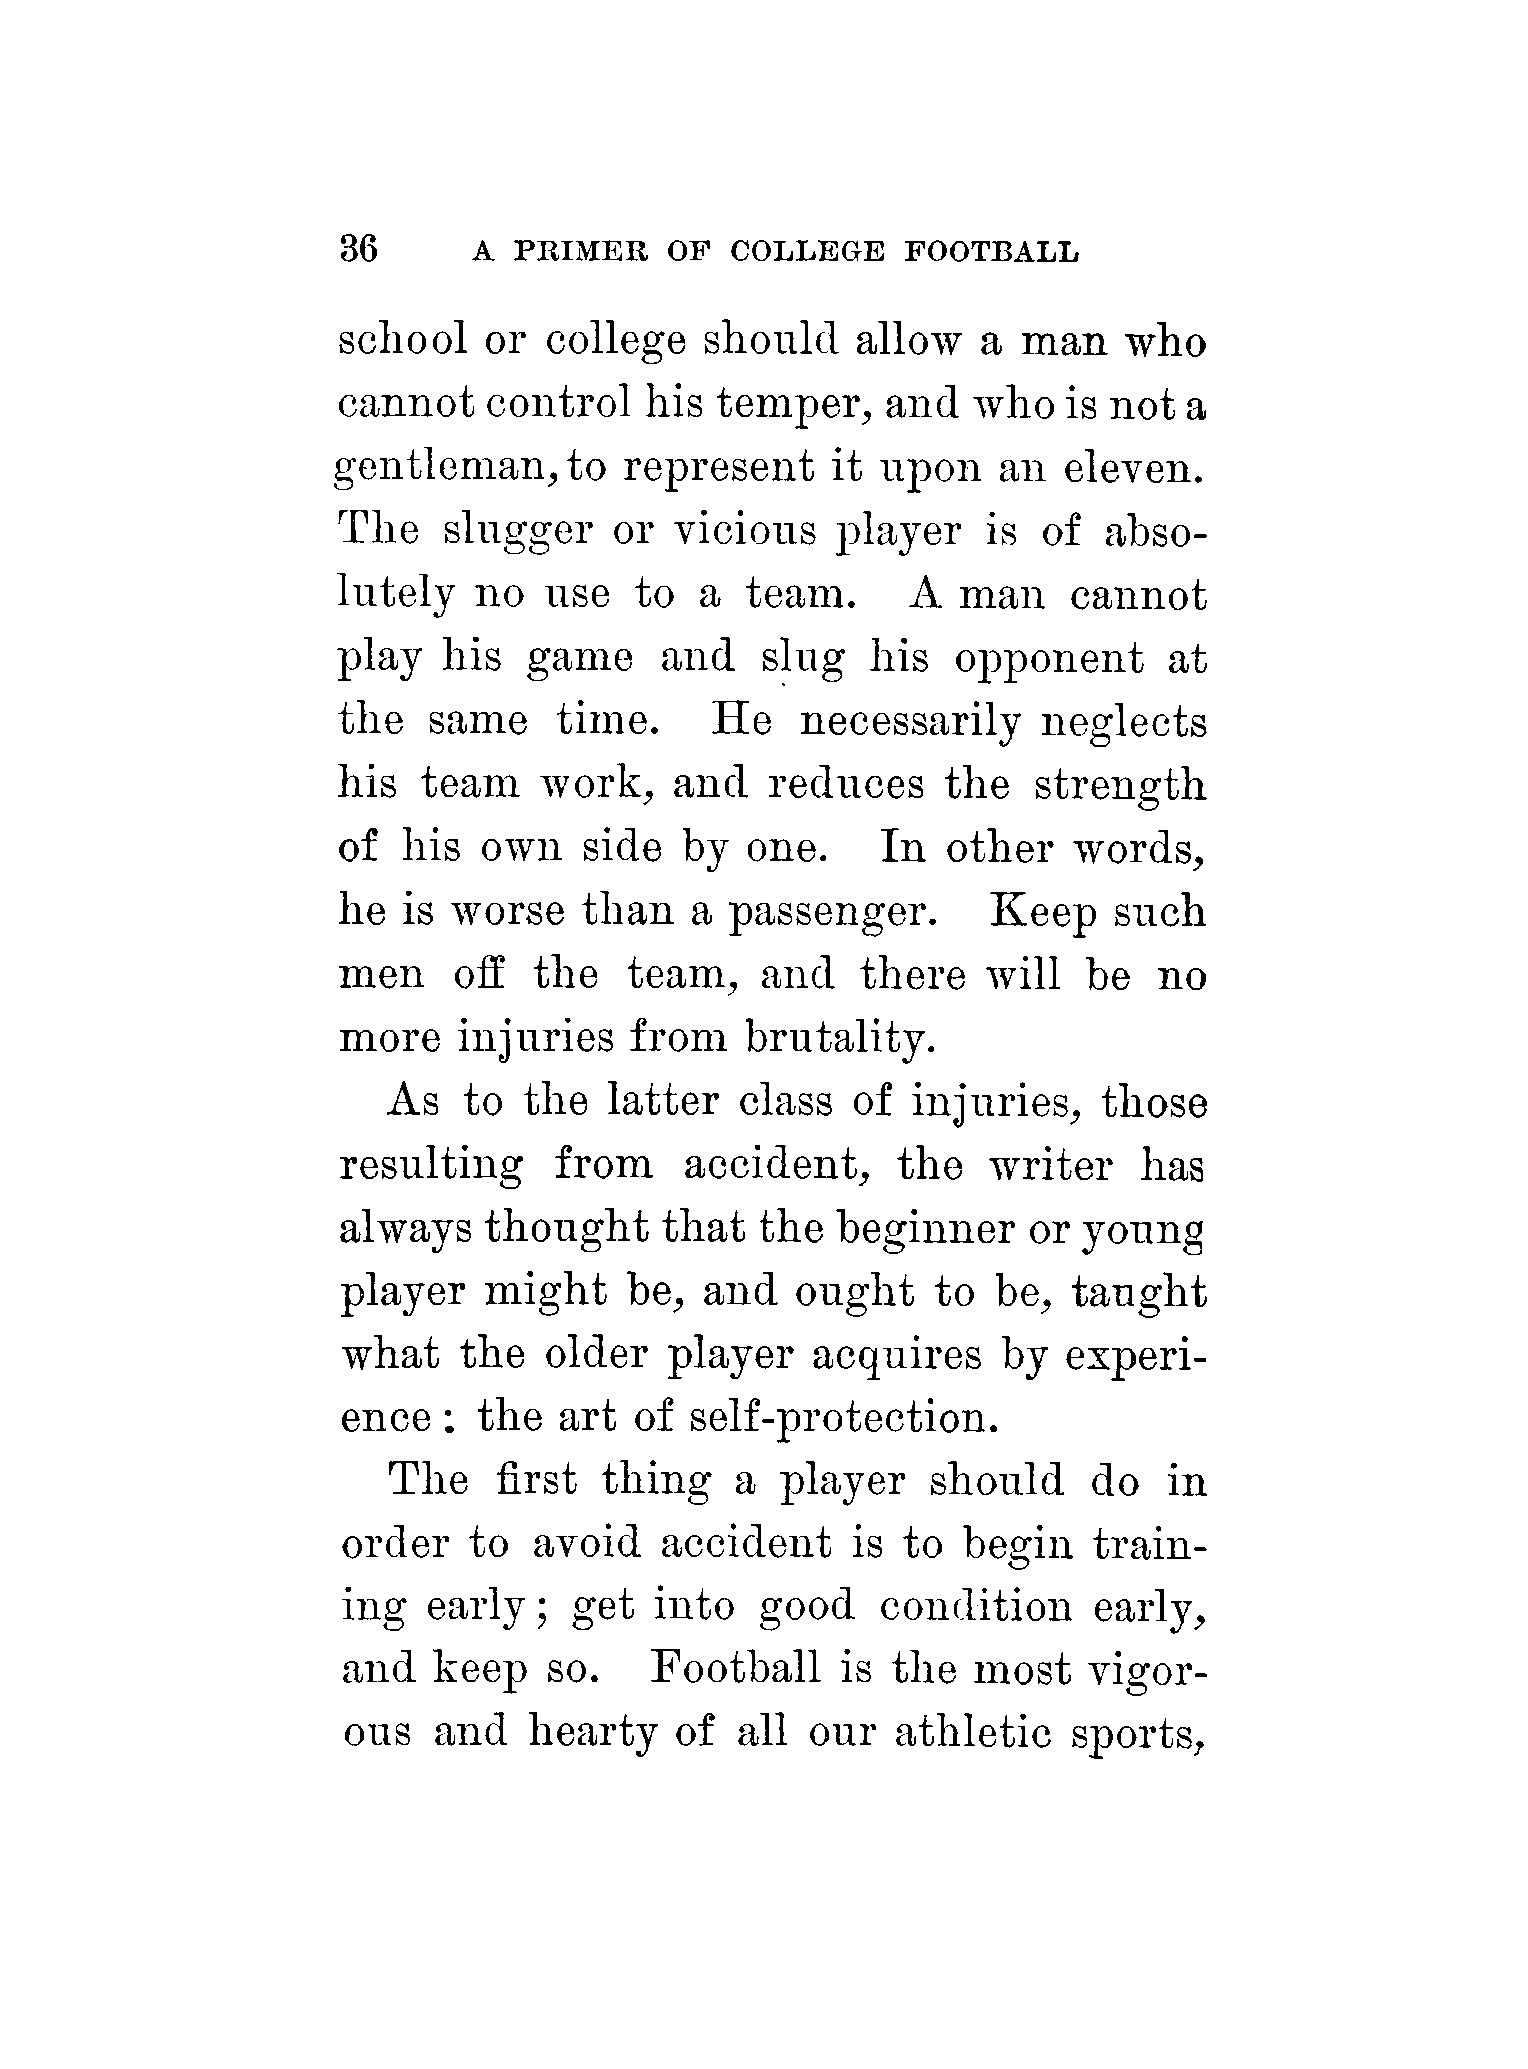 36 A PRIMER OF COLLEGE FOOTBALL
school or college should allow a man who
cannot control his temper, and who is not a
gentleman, to represent it upon an eleven.
The slugger or vicious player is of abso-
lutely no use to a team. A man cannot
play his game and slug his opponent at
the same time. He necessarily neglects
his team work, and reduces the strength
of his own side by one. In other words,
he is worse than a passenger. Keep such
men off the team, and there will be no
more injuries from brutality.
As to the latter class of injuries, those
resulting from accident, the writer has
always thought that the beginner or young
player might be, and ought to be, taught
what the older player acquires by experi-
ence : the art of self-protection.
The first thing a player should do in
order to avoid accident is to begin train-
ing early ; get into good condition early,
and keep so. Football is the most vigor-
ous and hearty of all our athletic sports,